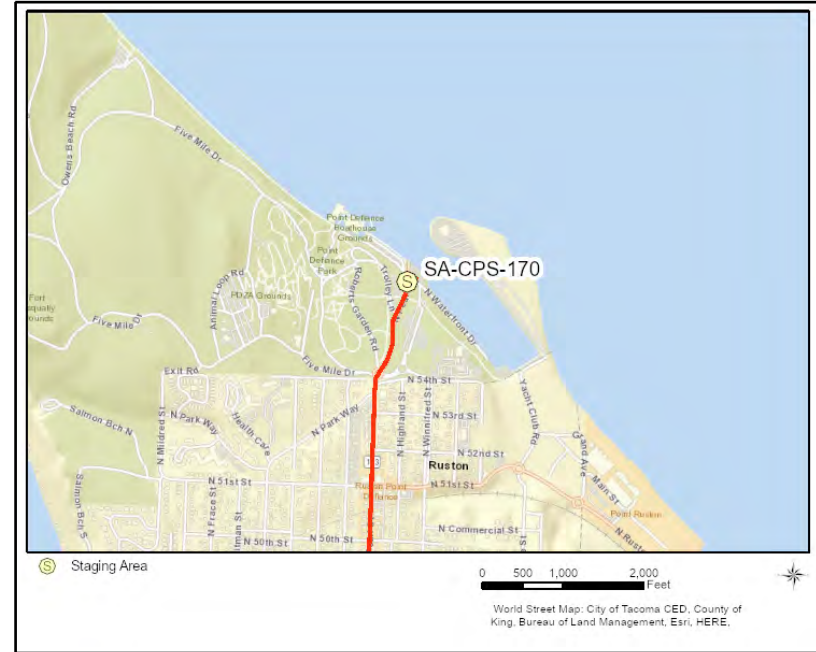 Owens Beach Rd
Five Mile Dr
Point Defiance
Boathouse
Grounds
Point
Defiance
Park
SA-CPS-170
S
Trolley Ln
N Waterfront Dr
Animal Loop Rd
PDZA Grounds
Roberts Garden Rd
Fort
Grounds
Five Mile Dr
Five Mile Dr
Exit Rd
N 54th St
Salmon Bch N
N Park Way
Health Care
N Park Way
N Mildred St
N Highland St
N Winnifred St
N 53rd St
Yacht Club Rd
N 52nd St
Ruston
N 51st St
N 51st St
Main St
Point Ruston
Salmon Bch S
N Frace St
N 50th St
N 50th St
N Commercial St
S Staging Area
0 500 1,000 2,000
Feet
World Street Map: City of Tacoma CED, County of
King, Bureau of Land Management, Esri, HERE,